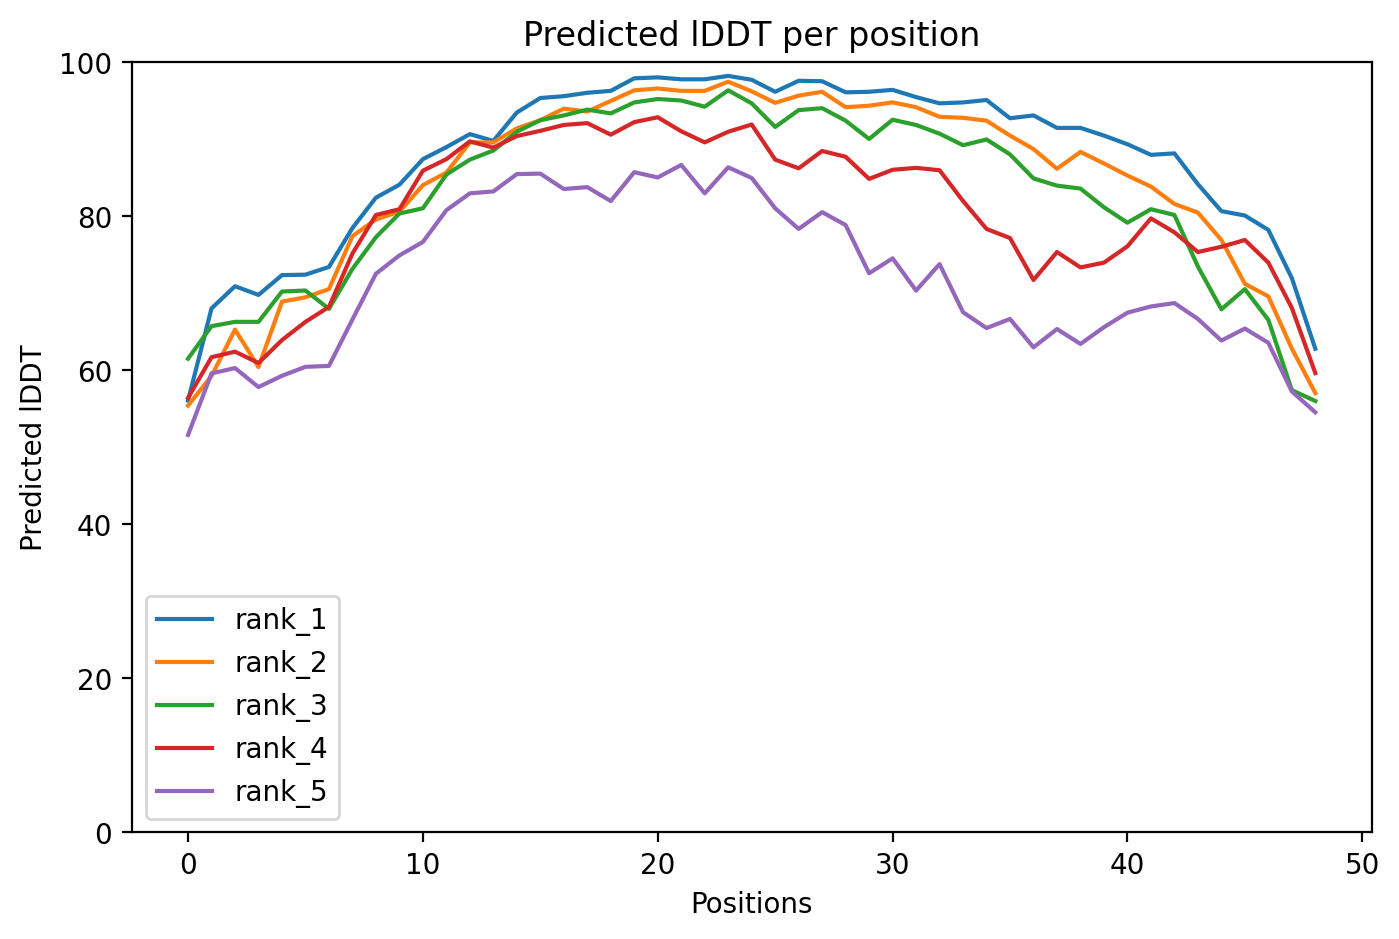 Predicted lDDT per position
100
80
60
40
20
0
Predicted lDDT
rank_1
rank_2
rank_3
rank_4
rank_5
0 10 20 30 40 50
Positions